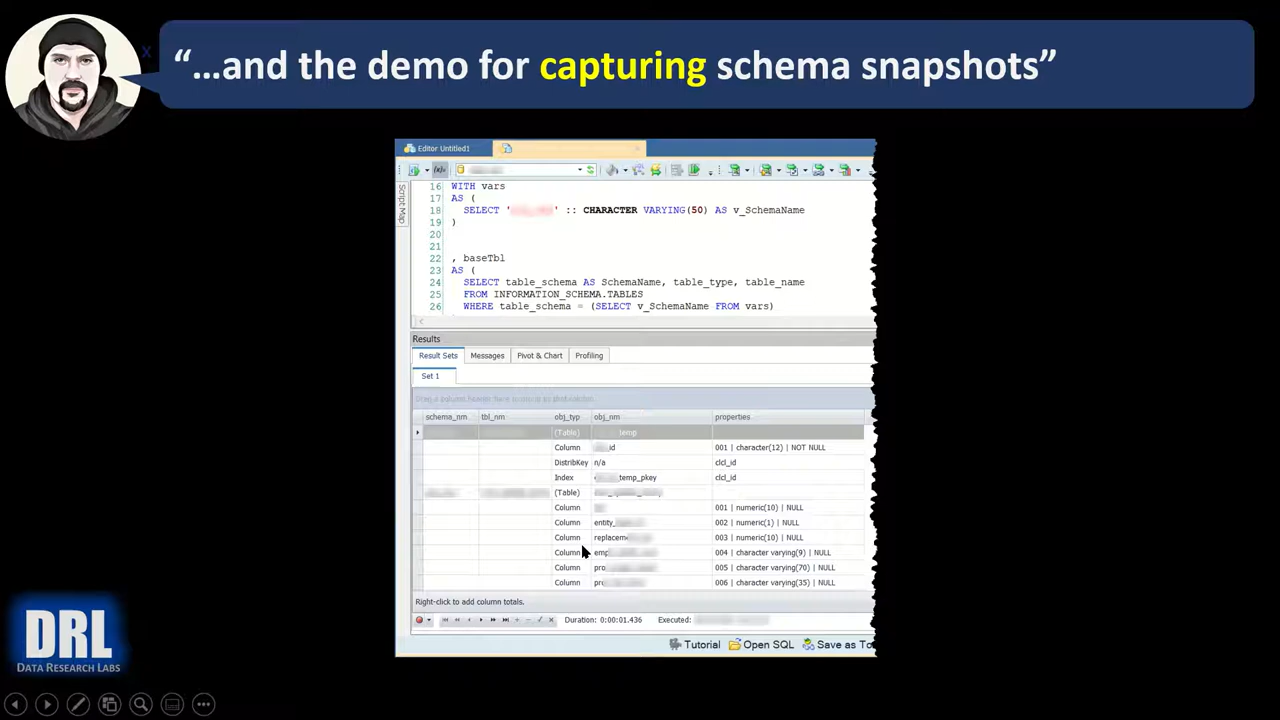 “...and the demo for capturing schema snapshots”
x
Editor Untitled1
Script Map
16 WITH vars
17 AS (
18 SELECT ' ' :: CHARACTER VARYING(50) AS v_SchemaName
19 )
20
21
22 , baseTbl
23 AS (
24 SELECT table_schema AS SchemaName, table_type, table_name
25 FROM INFORMATION_SCHEMA.TABLES
26 WHERE table_schema = (SELECT v_SchemaName FROM vars)
Results
Result Sets Messages Pivot & Chart Profiling
Set 1
schema_nm tbl_nm obj_typ obj_nm properties
(Table) temp
Column _id 001 | character(12) | NOT NULL
DistribKey n/a clcl_id
Index temp_pkey clcl_id
(Table)
Column 001 | numeric(10) | NULL
Column entity_ 002 | numeric(1) | NULL
Column replacem 003 | numeric(10) | NULL
Column emp 004 | character varying(9) | NULL
Column pro 005 | character varying(70) | NULL
Column pro 006 | character varying(35) | NULL
Right-click to add column totals.
Duration: 0:00:01.436 Executed:
Tutorial Open SQL Save as To
DRL
DATA RESEARCH LABS